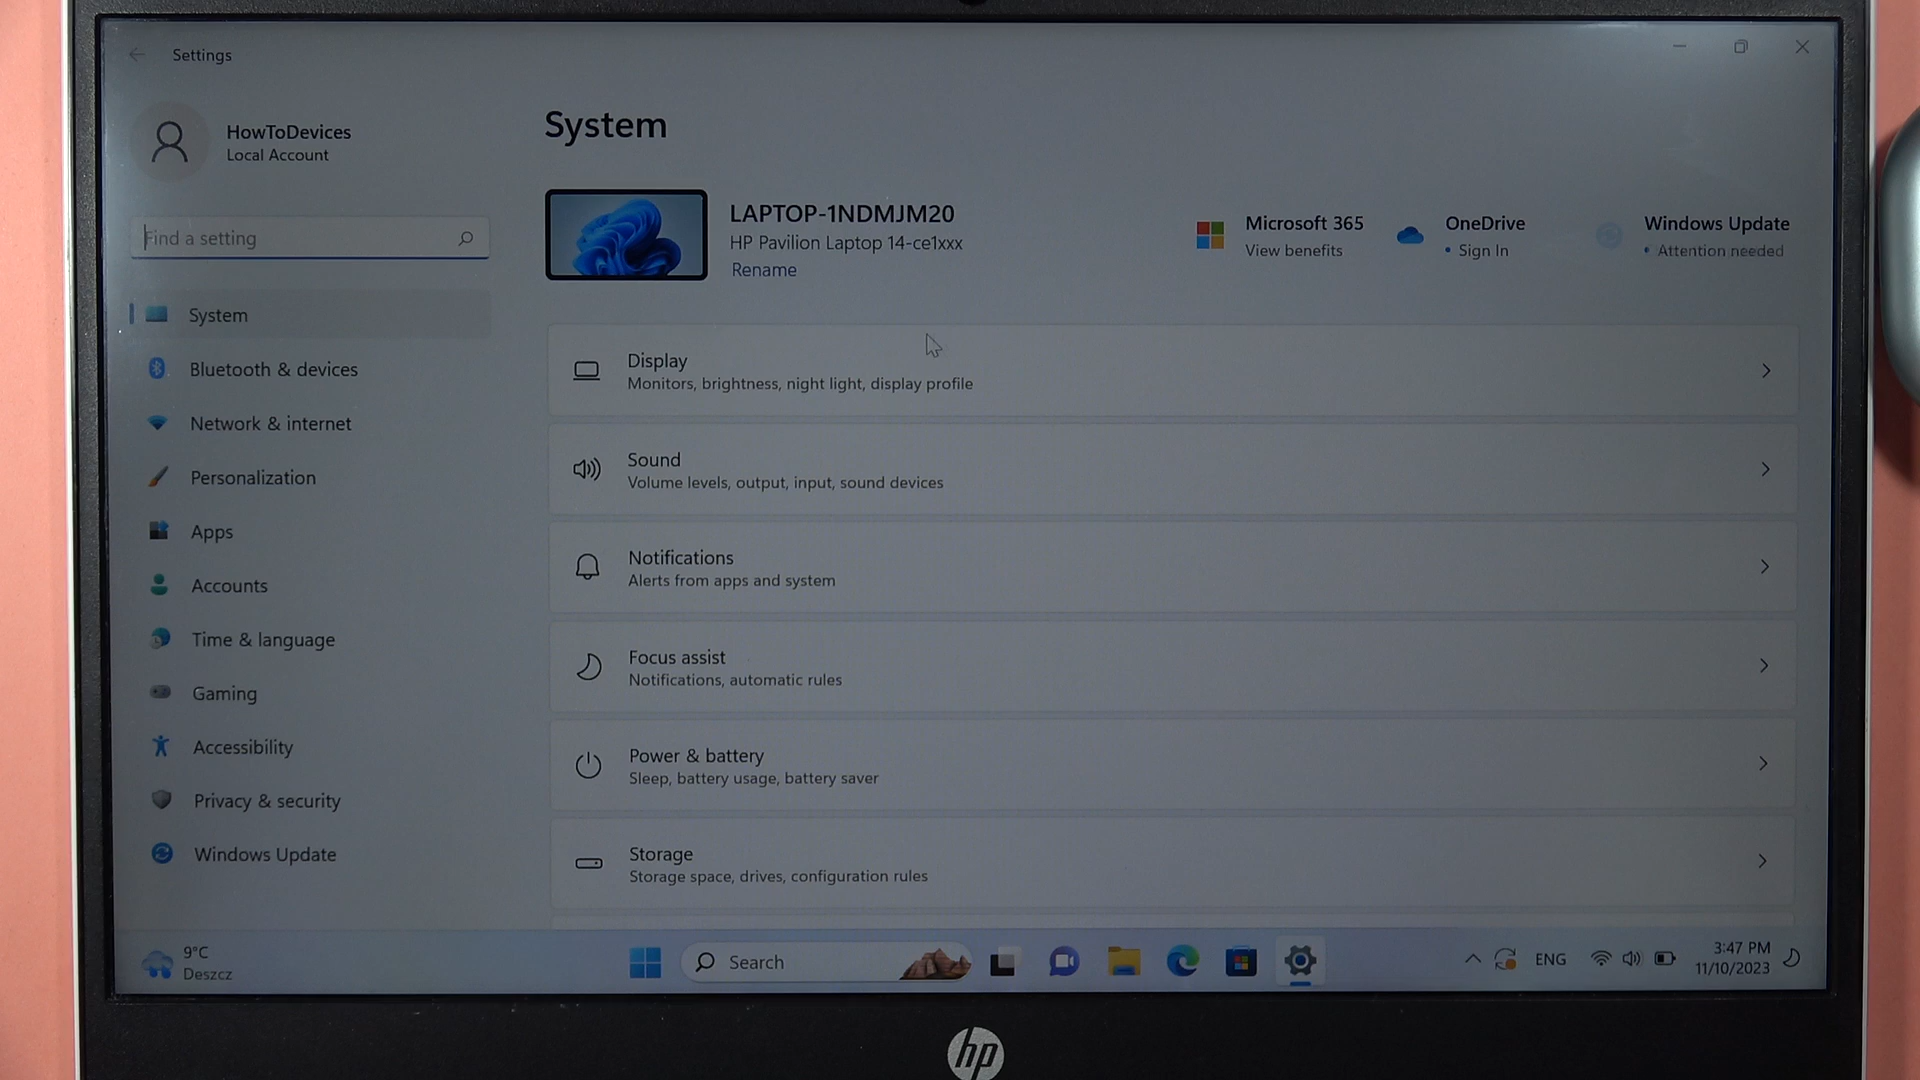 Settings
HowToDevices
Local Account
Find a setting
System
Bluetooth & devices
Network & internet
Personalization
Apps
Accounts
Time & language
Gaming
Accessibility
Privacy & security
Windows Update
System
LAPTOP-1NDMJM20
HP Pavilion Laptop 14-ce1xxx
Rename
Microsoft 365
View benefits
OneDrive
• Sign In
Windows Update
• Attention needed
Display
Monitors, brightness, night light, display profile
Sound
Volume levels, output, input, sound devices
Notifications
Alerts from apps and system
Focus assist
Notifications, automatic rules
Power & battery
Sleep, battery usage, battery saver
Storage
Storage space, drives, configuration rules
9°C
Deszcz
Search
ENG
3:47 PM
11/10/2023
hp